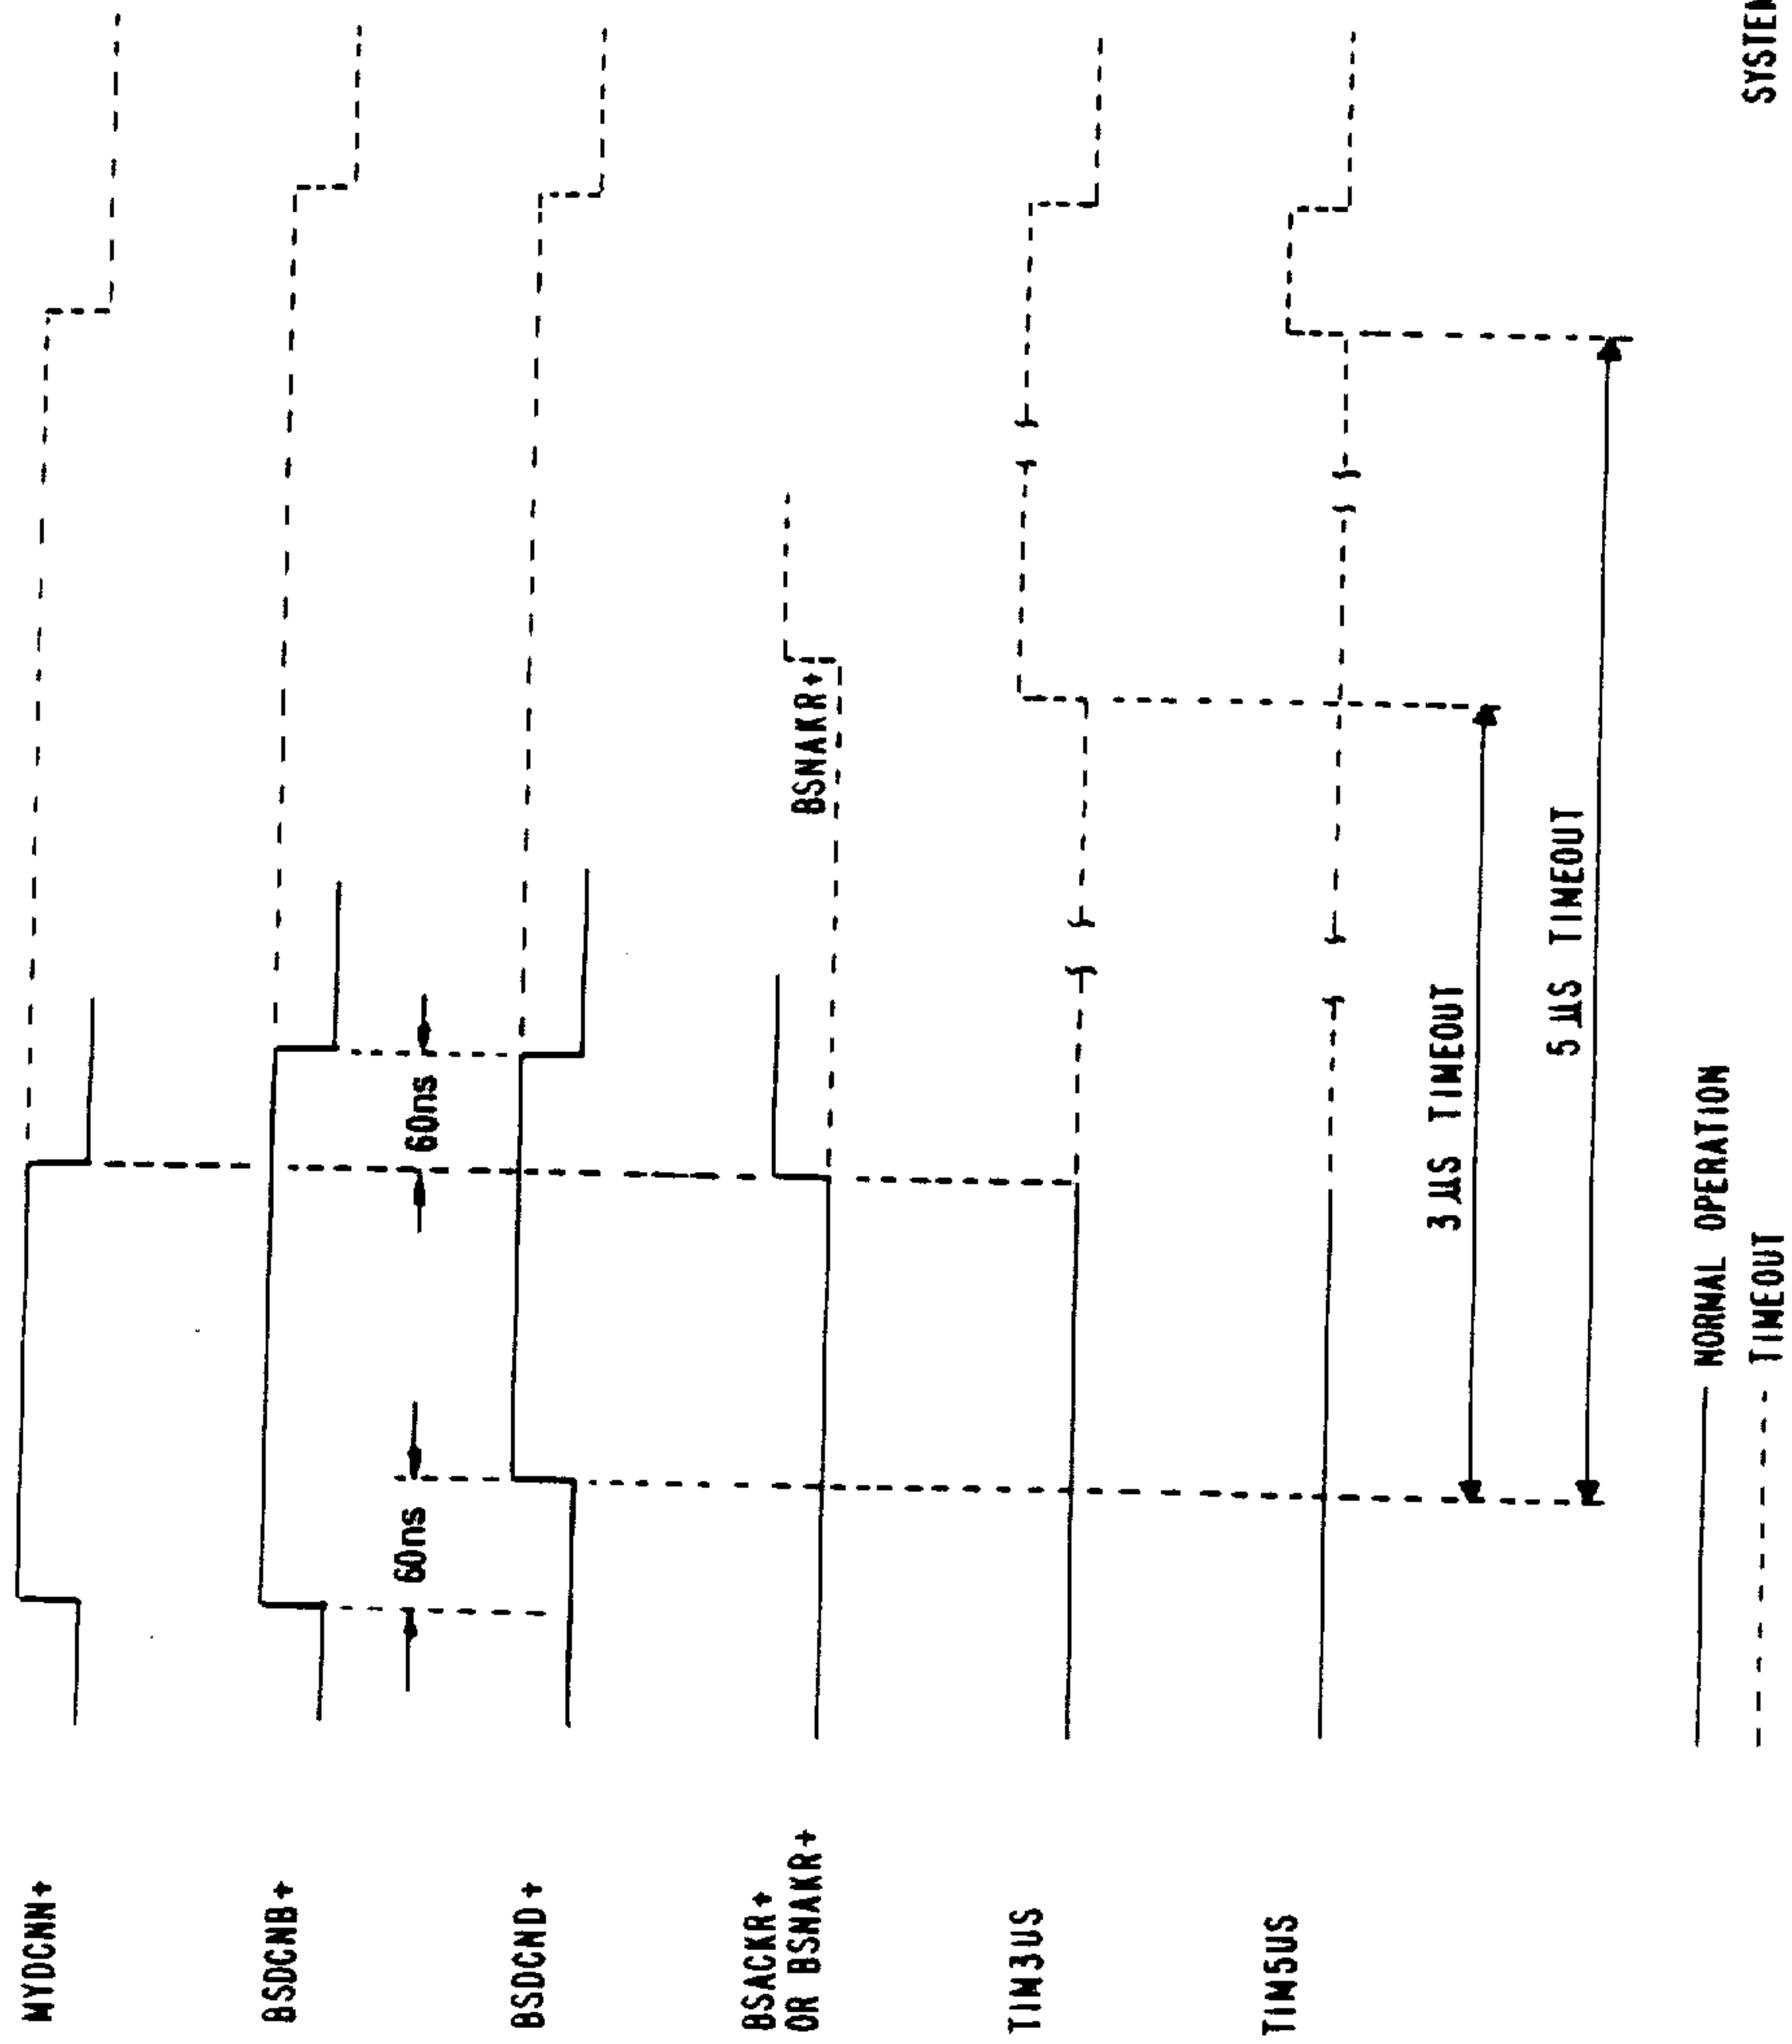 MYDCNN+
BSDCNB+
60ns
60ns
BSDCND+
BSACKR+
OR BSNAKR+
BSNAKR+
TIM3US
TIM5US
3 µS TIMEOUT
5 µS TIMEOUT
NORMAL OPERATION
TIMEOUT